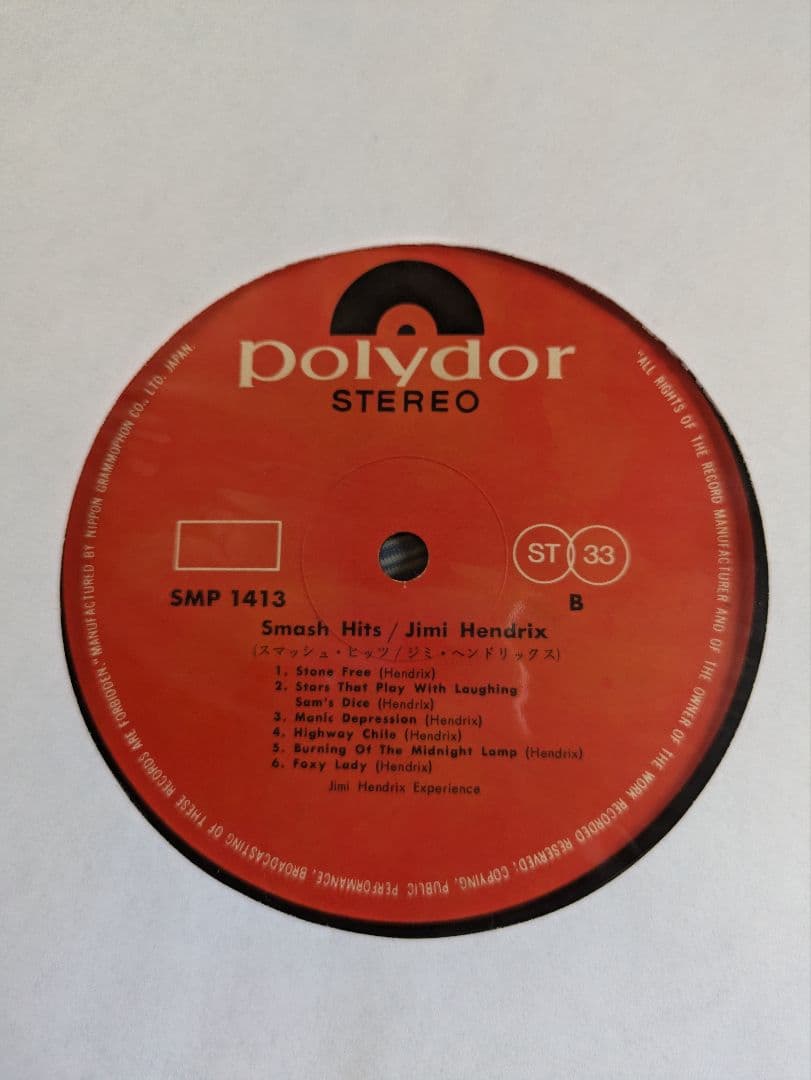 polydor
STEREO
ST 33
SMP 1413
B
Smash Hits / Jimi Hendrix
(スマッシュ・ヒッツ/ジミ・ヘンドリックス)
1. Stone Free (Hendrix)
2. Stars That Play With Laughing
Sam's Dice (Hendrix)
3. Manic Depression (Hendrix)
4. Highway Chile (Hendrix)
5. Burning Of The Midnight Lamp (Hendrix)
6. Foxy Lady (Hendrix)
Jimi Hendrix Experience
"ALL RIGHTS OF THE RECORD MANUFACTURER AND OF THE OWNER OF THE WORK RECORDED RESERVED. COPYING, PUBLIC PERFORMANCE, BROADCASTING OF THESE RECORDS ARE FORBIDDEN." MANUFACTURED BY NIPPON GRAMMOPHON CO., LTD. JAPAN.